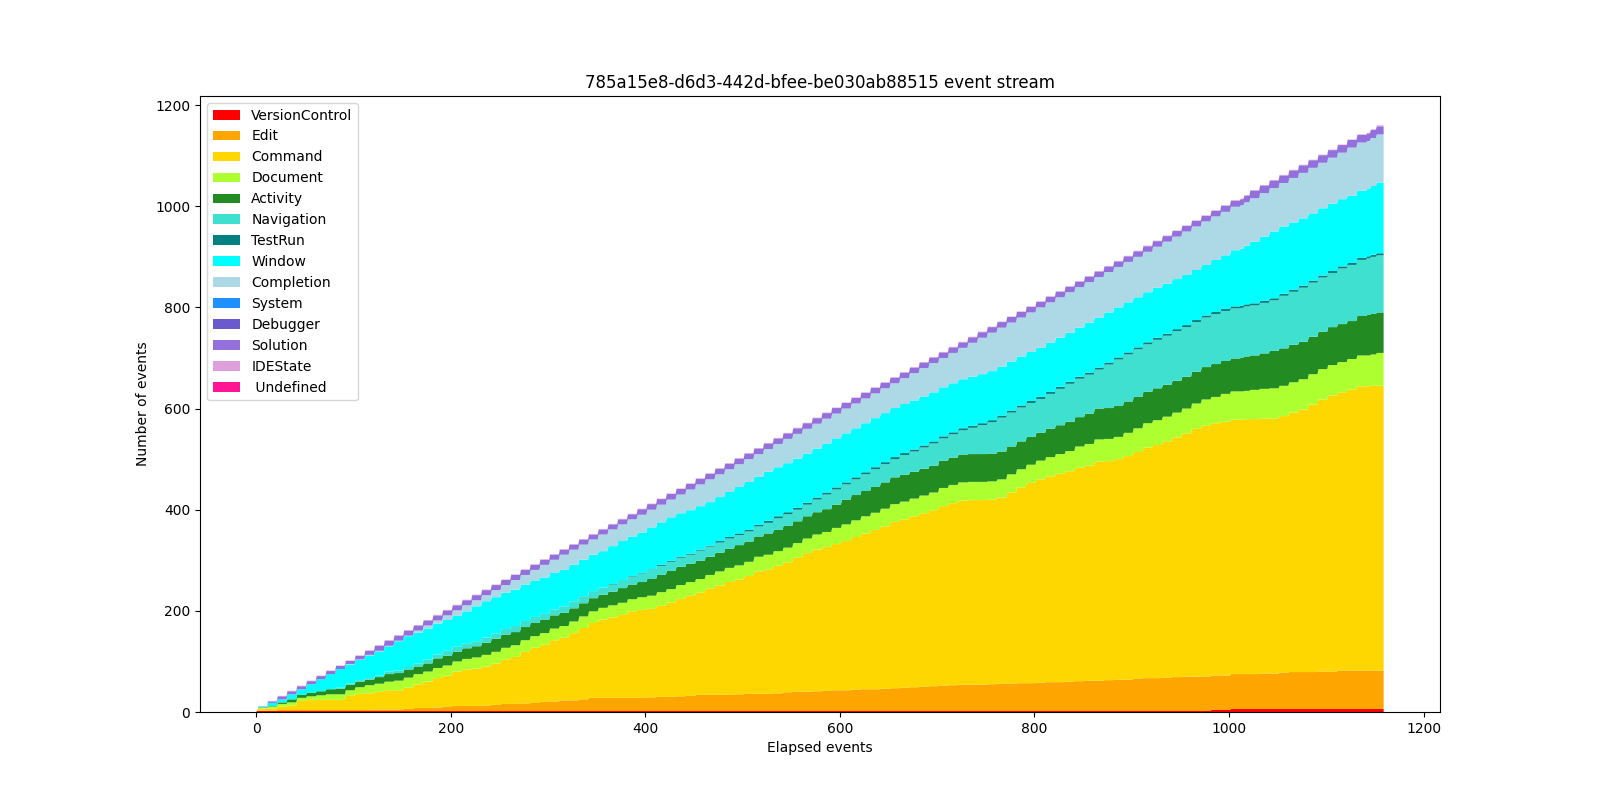 785a15e8-d6d3-442d-bfee-be030ab88515 event stream
1200
1000
800
600
400
200
0
Number of events
VersionControl
Edit
Command
Document
Activity
Navigation
TestRun
Window
Completion
System
Debugger
Solution
IDEState
Undefined
0 200 400 600 800 1000 1200
Elapsed events